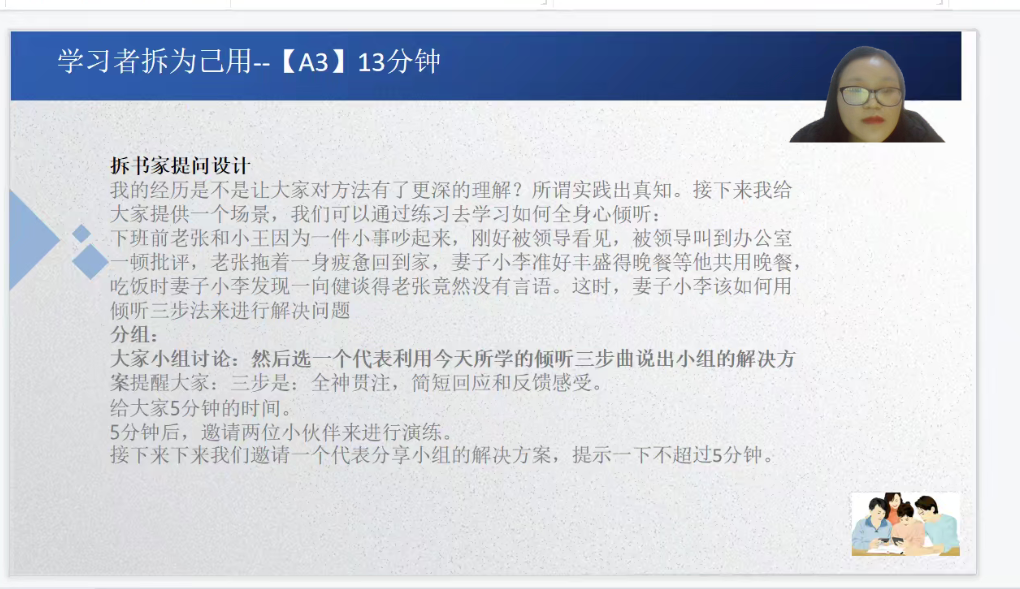 学习者拆为己用--【A3】13分钟
拆书家提问设计
我的经历是不是让大家对方法有了更深的理解？所谓实践出真知。接下来我给
大家提供一个场景，我们可以通过练习去学习如何全身心倾听：
下班前老张和小王因为一件小事吵起来，刚好被领导看见，被领导叫到办公室
一顿批评，老张拖着一身疲惫回到家，妻子小李准好丰盛得晚餐等他共用晚餐，
吃饭时妻子小李发现一向健谈得老张竟然没有言语。这时，妻子小李该如何用
倾听三步法来进行解决问题
分组：
大家小组讨论：然后选一个代表利用今天所学的倾听三步曲说出小组的解决方
案提醒大家：三步是：全神贯注，简短回应和反馈感受。
给大家5分钟的时间。
5分钟后，邀请两位小伙伴来进行演练。
接下来下来我们邀请一个代表分享小组的解决方案，提示一下不超过5分钟。